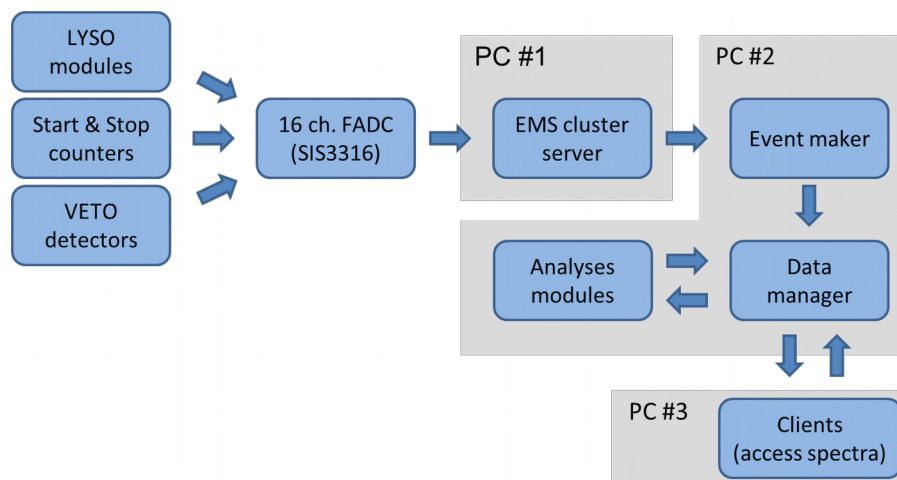 LYSO
modules
Start & Stop
counters
VETO
detectors
16 ch. FADC
(SIS3316)
PC #1
EMS cluster
server
PC #2
Event maker
Analyses
modules
Data
manager
PC #3
Clients
(access spectra)